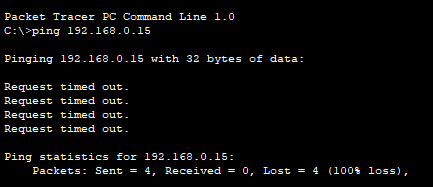 Packet Tracer PC Command Line 1.0
C:\>ping 192.168.0.15
Pinging 192.168.0.15 with 32 bytes of data:
Request timed out.
Request timed out.
Request timed out.
Request timed out.
Ping statistics for 192.168.0.15:
Packets: Sent = 4, Received = 0, Lost = 4 (100% loss),